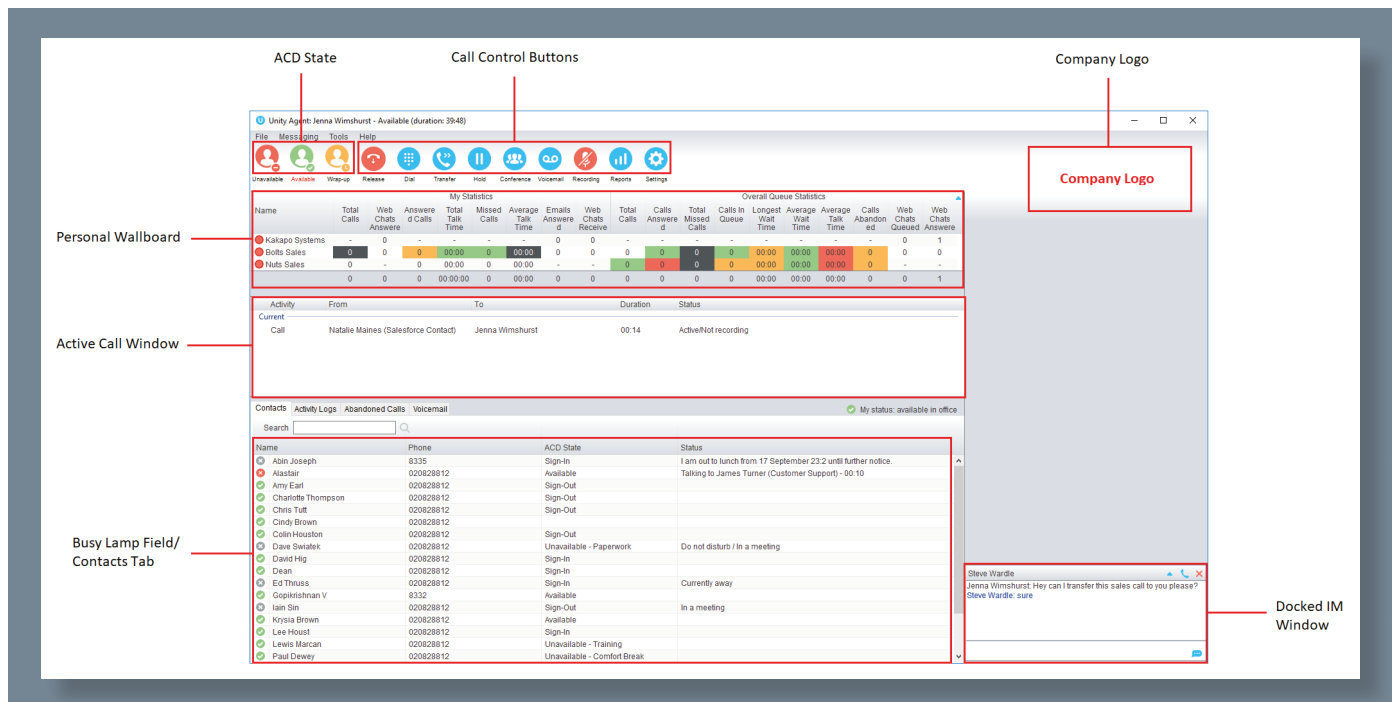 ACD State
Call Control Buttons
Company Logo
Unity Agent: Jenna Wimshurst - Available (duration: 39:48)
File Messaging Tools Help
Unavailable Available Wrap-up Release Dial Transfer Hold Conference Voicemail Recording Reports Settings
Company Logo
My Statistics Overall Queue Statistics
Name Total Calls Web Chats Answere Answere d Calls Total Talk Time Missed Calls Average Talk Time Emails Answere d Web Chats Receive Total Calls Calls Answere d Total Missed Calls Calls In Queue Longest Wait Time Average Wait Time Average Talk Time Calls Abandon ed Web Chats Queued Web Chats Answere
Personal Wallboard
Kakapo Systems - 0 - - - - 0 0 - - - - - - - - 0 1
Bolts Sales 0 0 0 00:00 0 00:00 0 0 0 0 0 0 00:00 00:00 00:00 0 0 0
Nuts Sales 0 - 0 00:00 0 00:00 - - 0 0 0 0 00:00 00:00 00:00 0 - -
0 0 0 00:00:00 0 00:00 0 0 0 0 0 0 00:00 00:00 00:00 0 0 1
Activity From To Duration Status
Current
Call Natalie Maines (Salesforce Contact) Jenna Wimshurst 00:14 Active/Not recording
Active Call Window
Contacts Activity Logs Abandoned Calls Voicemail My status: available in office
Search
Name Phone ACD State Status
Abin Joseph 8335 Sign-In I am out to lunch from 17 September 23:2 until further notice.
Alastair 020828812 Available Talking to James Turner (Customer Support) - 00:10
Amy Earl 020828812 Sign-Out
Charlotte Thompson 020828812 Sign-Out
Chris Tutt 020828812 Sign-Out
Cindy Brown 020828812
Colin Houston 020828812 Sign-Out
Dave Swiatek 020828812 Unavailable - Paperwork Do not disturb / In a meeting
David Hig 020828812 Sign-In
Dean 020828812 Sign-In
Ed Thruss 020828812 Sign-In Currently away
Gopikrishnan V 8332 Available
Iain Sin 020828812 Sign-Out In a meeting
Krysia Brown 020828812 Available
Lee Houst 020828812 Sign-In
Lewis Marcan 020828812 Unavailable - Training
Paul Dewey 020828812 Unavailable - Comfort Break
Busy Lamp Field/
Contacts Tab
Steve Wardle
Jenna Wimshurst: Hey can I transfer this sales call to you please?
Steve Wardle: sure
Docked IM
Window